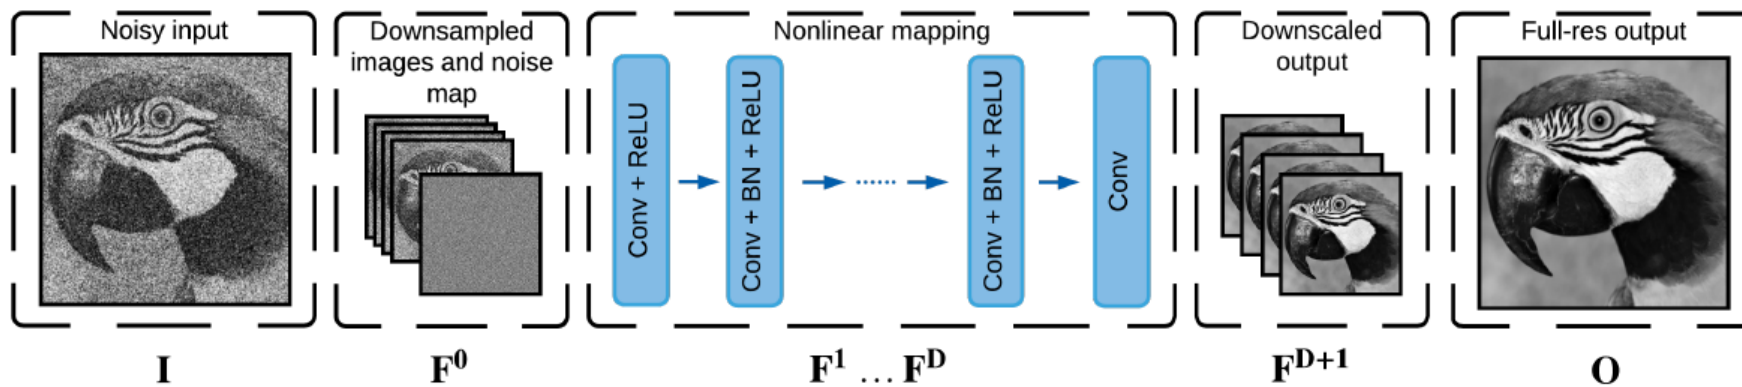 Noisy input
Downsampled
images and noise
map
Nonlinear mapping
Conv + ReLU
Conv + BN + ReLU
......
Conv + BN + ReLU
Conv
Downscaled
output
Full-res output
I
F⁰
F¹ ... Fᴰ
Fᴰ⁺¹
O